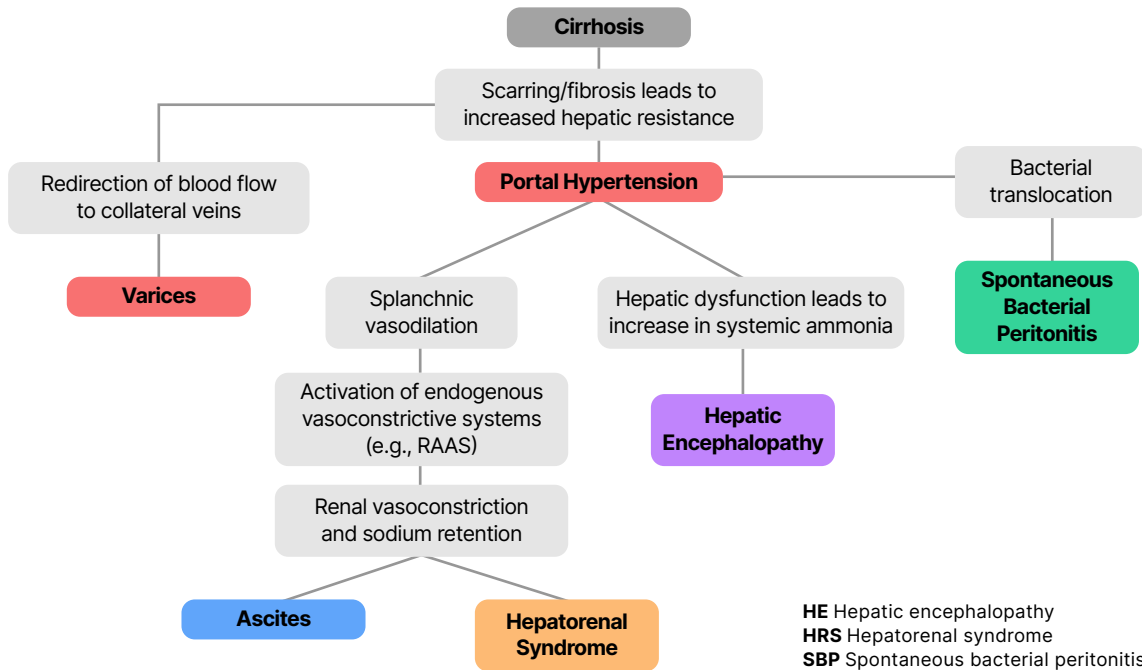 Cirrhosis
Scarring/fibrosis leads to
increased hepatic resistance
Redirection of blood flow
to collateral veins
Portal Hypertension
Bacterial
translocation
Varices
Splanchnic
vasodilation
Hepatic dysfunction leads to
increase in systemic ammonia
Spontaneous
Bacterial
Peritonitis
Activation of endogenous
vasoconstrictive systems
(e.g., RAAS)
Hepatic
Encephalopathy
Renal vasoconstriction
and sodium retention
Ascites
Hepatorenal
Syndrome
HE Hepatic encephalopathy
HRS Hepatorenal syndrome
SBP Spontaneous bacterial peritonitis